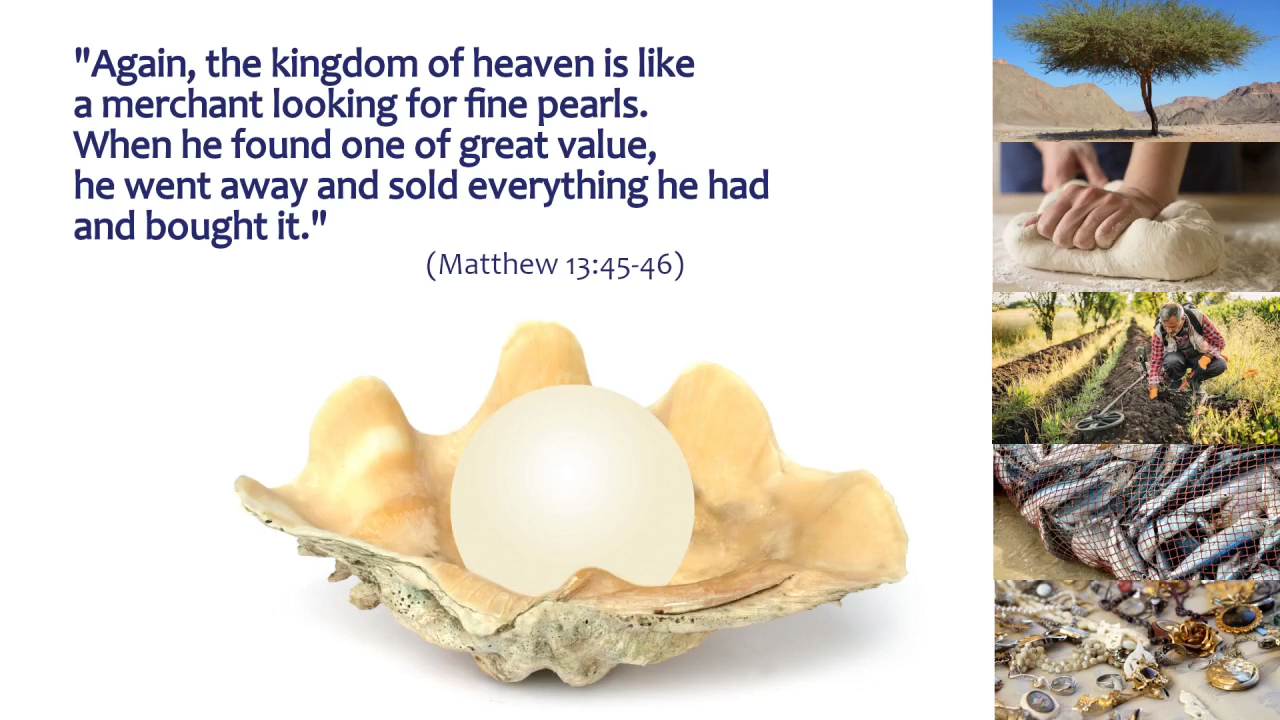 "Again, the kingdom of heaven is like
a merchant looking for fine pearls.
When he found one of great value,
he went away and sold everything he had
and bought it."
(Matthew 13:45-46)